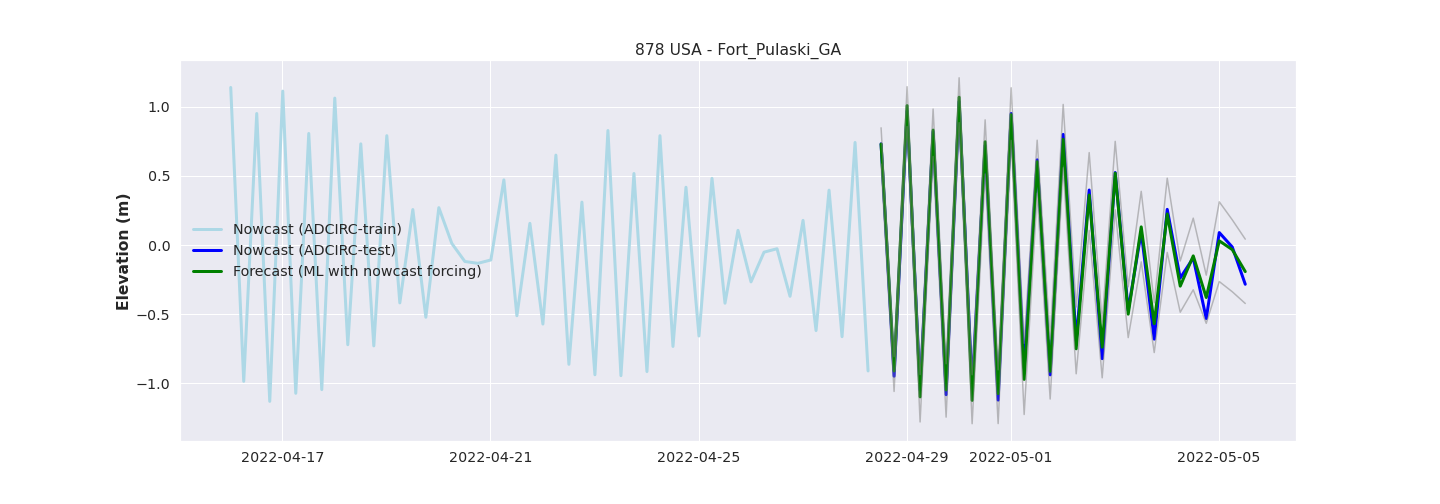 878 USA - Fort_Pulaski_GA
Elevation (m)
1.0
0.5
0.0
−0.5
−1.0
Nowcast (ADCIRC-train)
Nowcast (ADCIRC-test)
Forecast (ML with nowcast forcing)
2022-04-17 2022-04-21 2022-04-25 2022-04-29 2022-05-01 2022-05-05